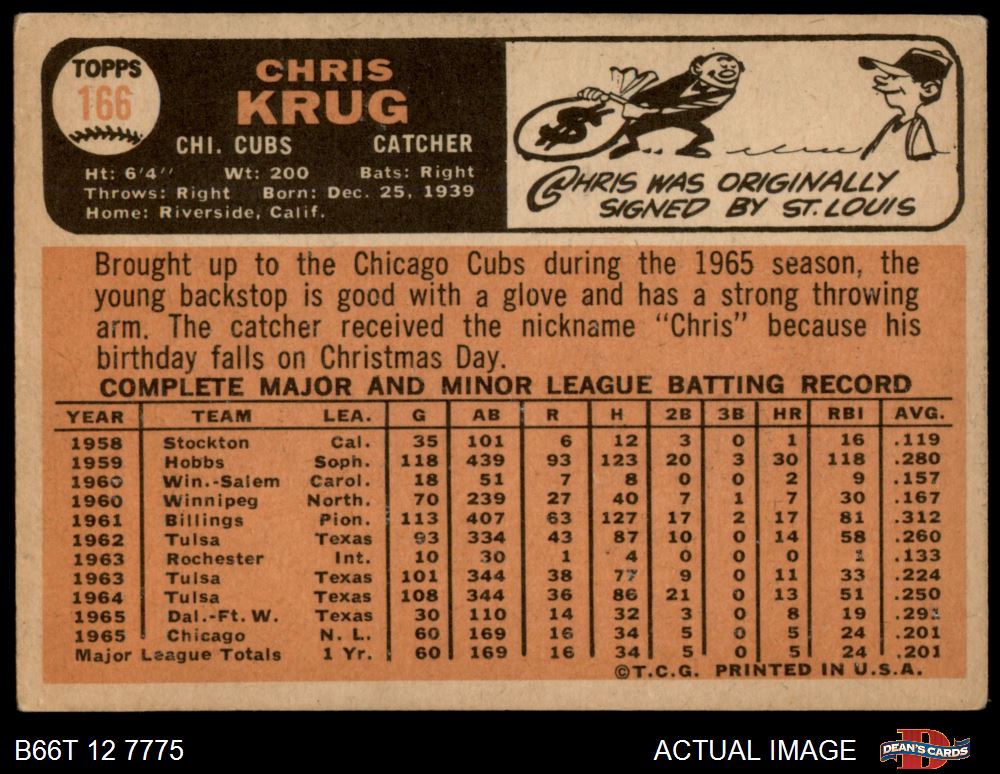 TOPPS
166
CHRIS
KRUG
CHI. CUBS CATCHER
Ht: 6'4" Wt: 200 Bats: Right
Throws: Right Born: Dec. 25, 1939
Home: Riverside, Calif.
$
CHRIS WAS ORIGINALLY
SIGNED BY ST. LOUIS
Brought up to the Chicago Cubs during the 1965 season, the
young backstop is good with a glove and has a strong throwing
arm. The catcher received the nickname "Chris" because his
birthday falls on Christmas Day.
COMPLETE MAJOR AND MINOR LEAGUE BATTING RECORD
YEAR TEAM LEA. G AB R H 2B 3B HR RBI AVG.
1958 Stockton Cal. 35 101 6 12 3 0 1 16 .119
1959 Hobbs Soph. 118 439 93 123 20 3 30 118 .280
1960 Win.-Salem Carol. 18 51 7 8 0 0 2 9 .157
1960 Winnipeg North. 70 239 27 40 7 1 7 30 .167
1961 Billings Pion. 113 407 63 127 17 2 17 81 .312
1962 Tulsa Texas 93 334 43 87 10 0 14 58 .260
1963 Rochester Int. 10 30 1 4 0 0 0 .133
1963 Tulsa Texas 101 344 38 77 9 0 11 33 .224
1964 Tulsa Texas 108 344 36 86 21 0 13 51 .250
1965 Dal.-Ft. W. Texas 30 110 14 32 3 0 8 19 .291
1965 Chicago N. L. 60 169 16 34 5 0 5 24 .201
Major League Totals 1 Yr. 60 169 16 34 5 0 5 24 .201
©T.C.G. PRINTED IN U.S.A.
B66T 12 7775 ACTUAL IMAGE DEAN'S CARDS